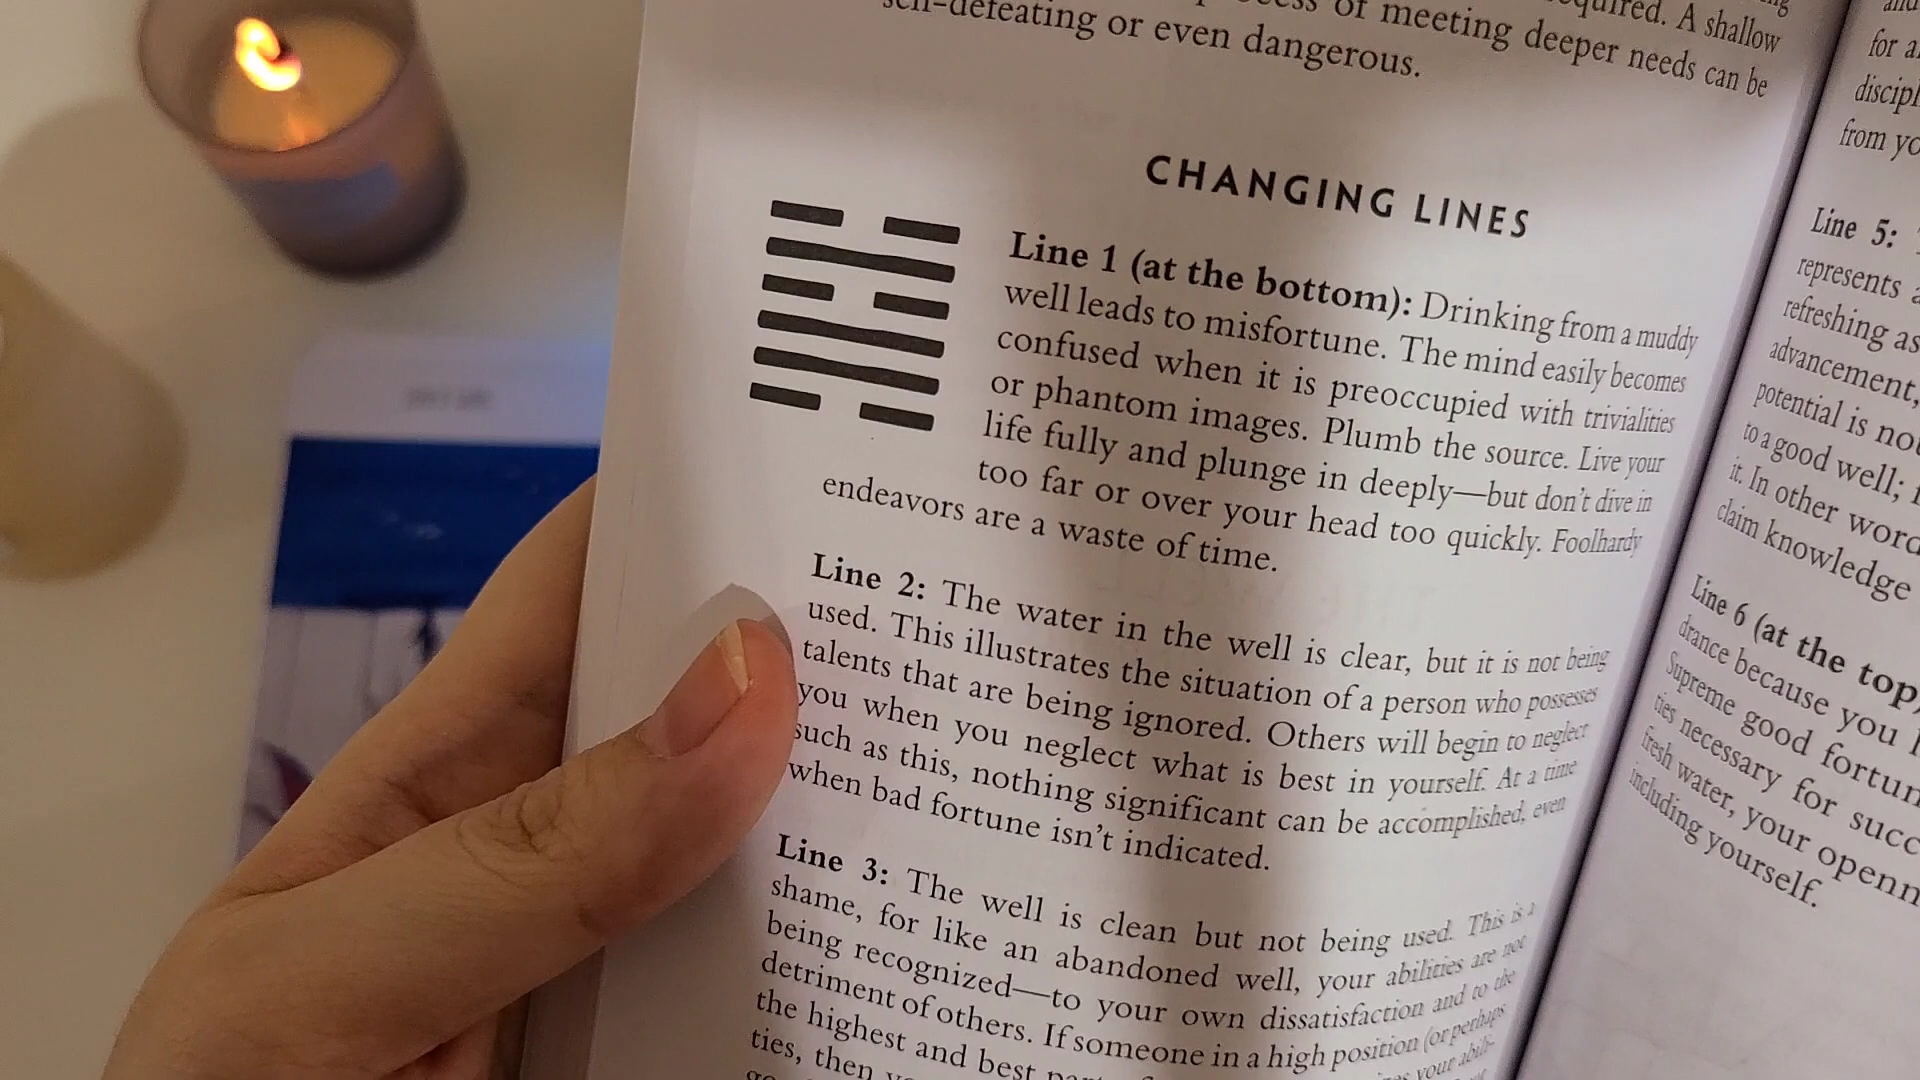 self-defeating or even dangerous.
of meeting deeper needs can be
required. A shallow
CHANGING LINES
Line 1 (at the bottom): Drinking from a muddy
well leads to misfortune. The mind easily becomes
confused when it is preoccupied with trivialities
or phantom images. Plumb the source. Live your
life fully and plunge in deeply—but don't dive in
too far or over your head too quickly. Foolhardy
endeavors are a waste of time.
Line 2: The water in the well is clear, but it is not being
used. This illustrates the situation of a person who possesses
talents that are being ignored. Others will begin to neglect
you when you neglect what is best in yourself. At a time
such as this, nothing significant can be accomplished, even
when bad fortune isn't indicated.
Line 3: The well is clean but not being used. This is a
shame, for like an abandoned well, your abilities are not
being recognized—to your own dissatisfaction and to the
detriment of others. If someone in a high position (or perhaps
the highest and best
ties, then
for a
discipl
from yo
Line 5:
represents a
refreshing as
advancement,
potential is not
to a good well;
it. In other word
claim knowledge
Line 6 (at the top)
drance because you
Supreme good fortun
ties necessary for succ
fresh water, your openn
including yourself.